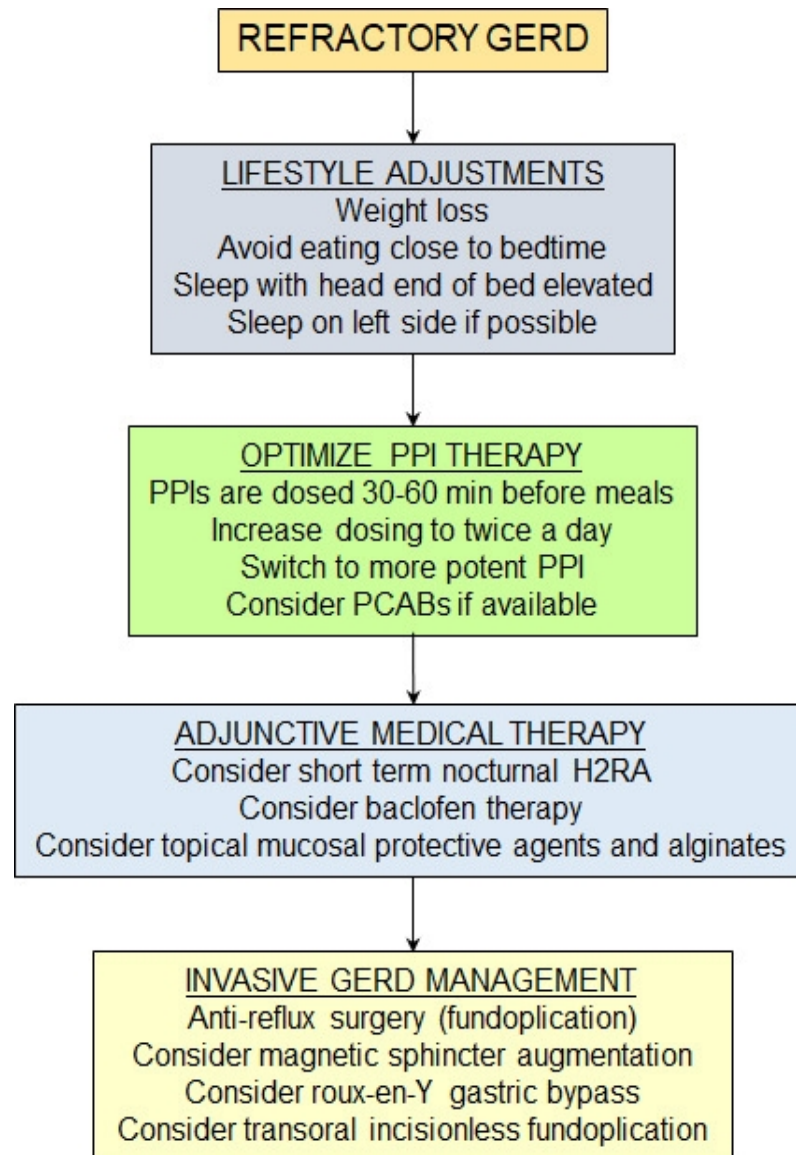 REFRACTORY GERD
LIFESTYLE ADJUSTMENTS
Weight loss
Avoid eating close to bedtime
Sleep with head end of bed elevated
Sleep on left side if possible
OPTIMIZE PPI THERAPY
PPIs are dosed 30-60 min before meals
Increase dosing to twice a day
Switch to more potent PPI
Consider PCABs if available
ADJUNCTIVE MEDICAL THERAPY
Consider short term nocturnal H2RA
Consider baclofen therapy
Consider topical mucosal protective agents and alginates
INVASIVE GERD MANAGEMENT
Anti-reflux surgery (fundoplication)
Consider magnetic sphincter augmentation
Consider roux-en-Y gastric bypass
Consider transoral incisionless fundoplication